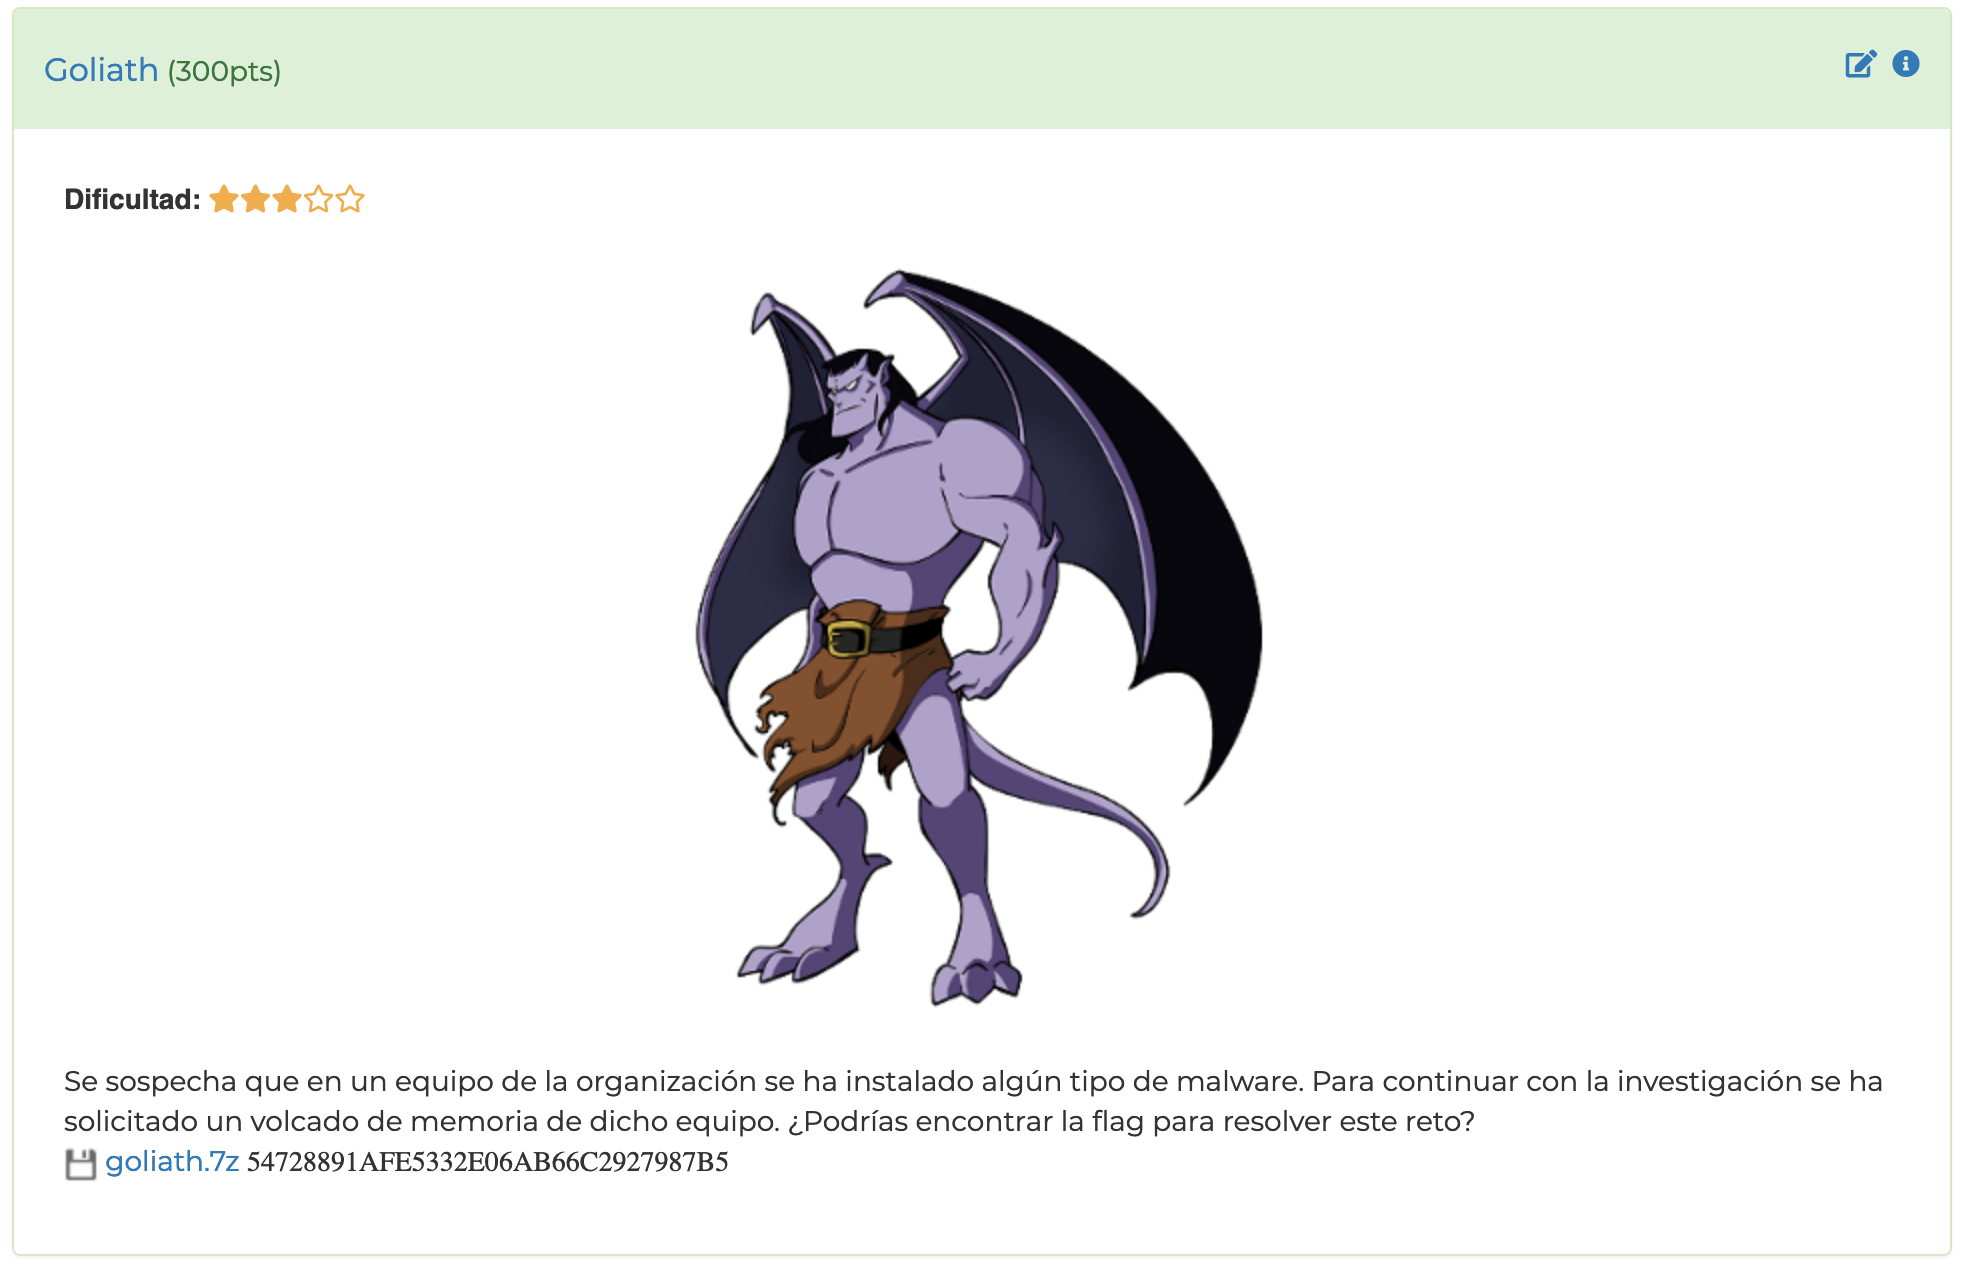 Goliath (300pts)
Dificultad:
Se sospecha que en un equipo de la organización se ha instalado algún tipo de malware. Para continuar con la investigación se ha
solicitado un volcado de memoria de dicho equipo. ¿Podrías encontrar la flag para resolver este reto?
goliath.7z 54728891AFE5332E06AB66C2927987B5